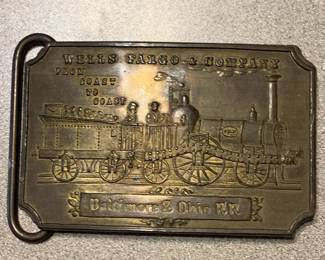 WELLS FARGO & COMPANY
FROM
COAST
TO
COAST
Baltimore & Ohio RR